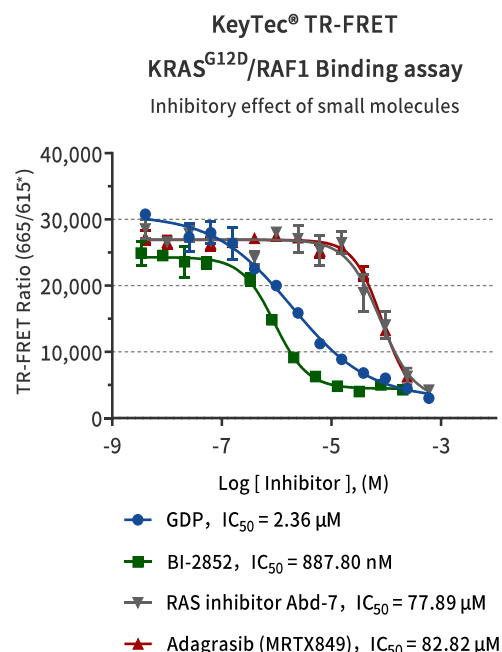 KeyTec® TR-FRET
KRASG12D/RAF1 Binding assay
Inhibitory effect of small molecules
TR-FRET Ratio (665/615*)
40,000
30,000
20,000
10,000
0
-9 -7 -5 -3
Log [ Inhibitor ], (M)
GDP, IC50 = 2.36 μM
BI-2852, IC50 = 887.80 nM
RAS inhibitor Abd-7, IC50 = 77.89 μM
Adagrasib (MRTX849), IC50 = 82.82 μM